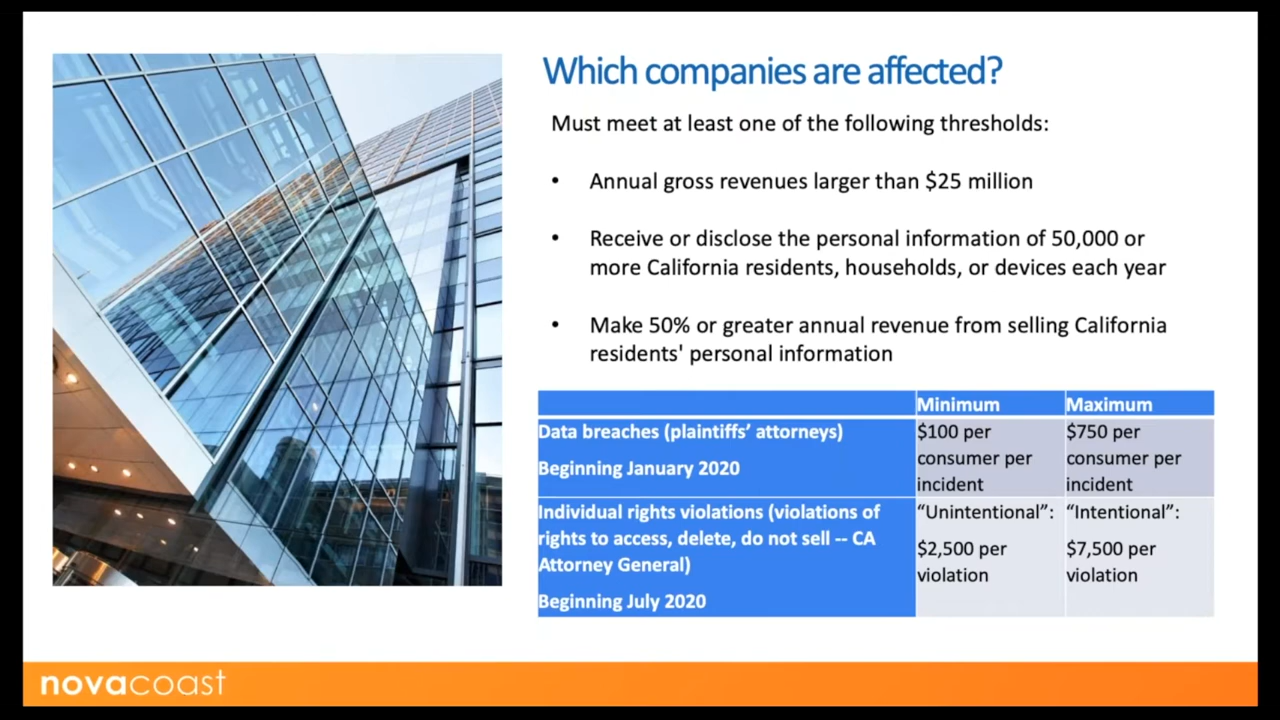 Which companies are affected?
Must meet at least one of the following thresholds:
• Annual gross revenues larger than $25 million
• Receive or disclose the personal information of 50,000 or
more California residents, households, or devices each year
• Make 50% or greater annual revenue from selling California
residents' personal information
Minimum
Maximum
Data breaches (plaintiffs’ attorneys)
Beginning January 2020
$100 per
consumer per
incident
$750 per
consumer per
incident
Individual rights violations (violations of
rights to access, delete, do not sell -- CA
Attorney General)
Beginning July 2020
“Unintentional”:
$2,500 per
violation
“Intentional”:
$7,500 per
violation
novacoast